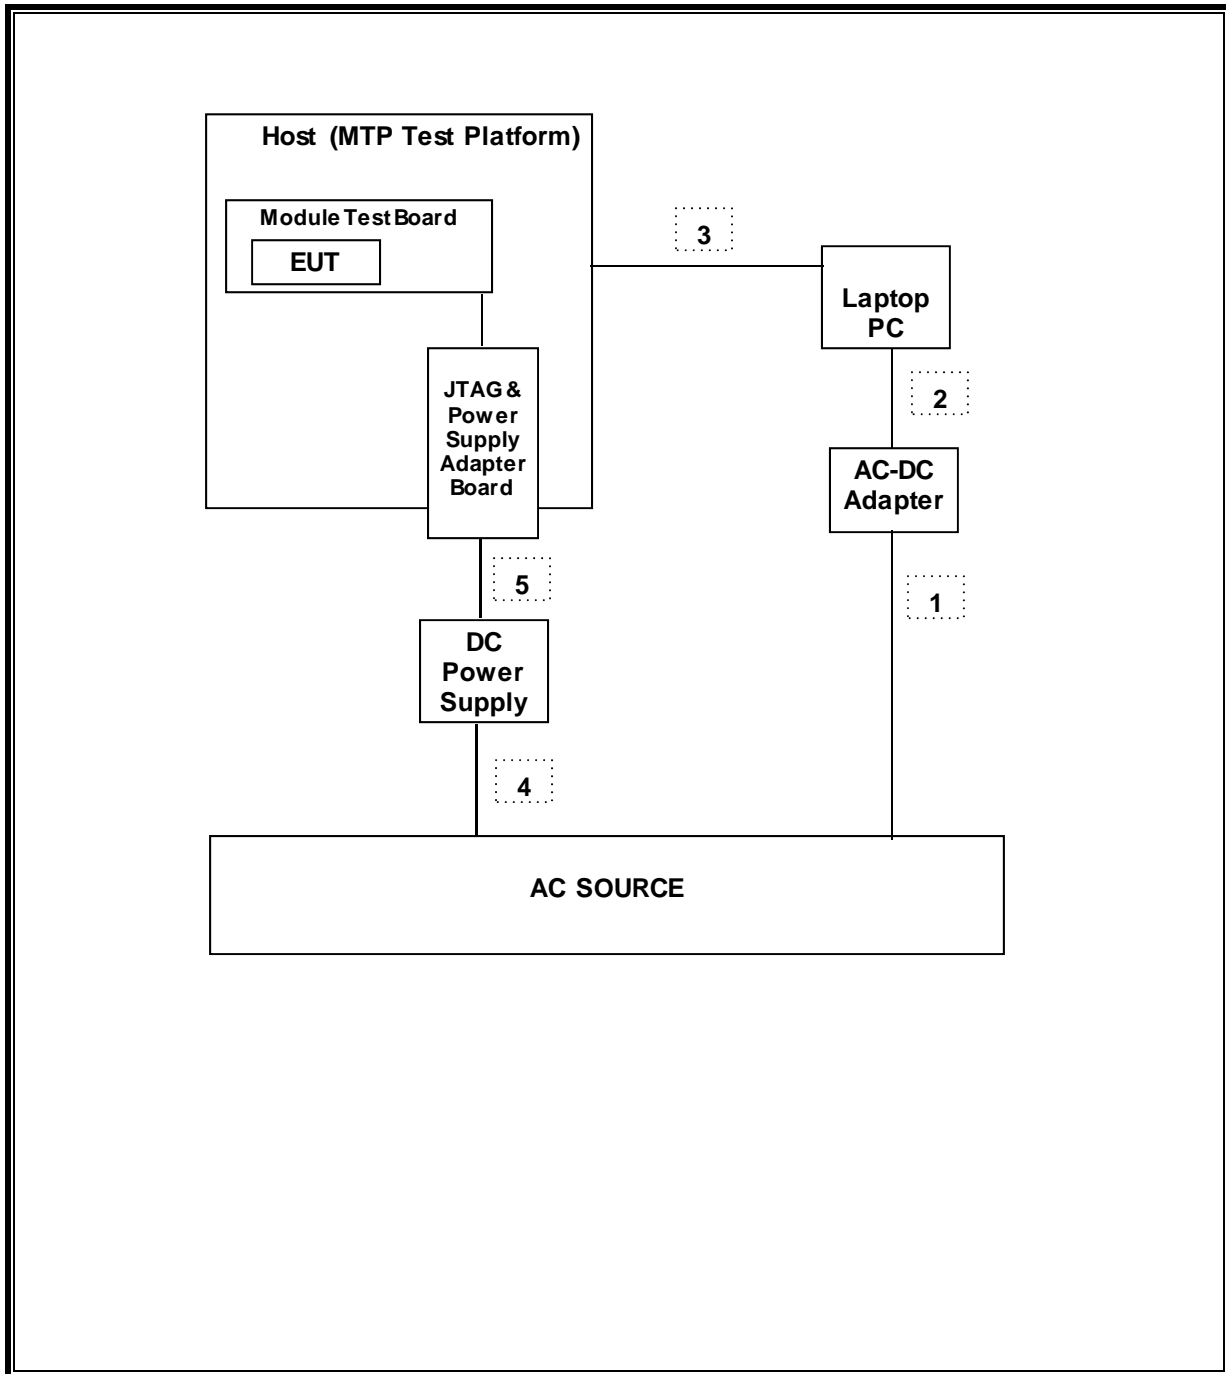 Host (MTP Test Platform)
Module Test Board
EUT
3
Laptop
PC
JTAG &
Power
Supply
Adapter
Board
2
AC-DC
Adapter
5
1
DC
Power
Supply
4
AC SOURCE